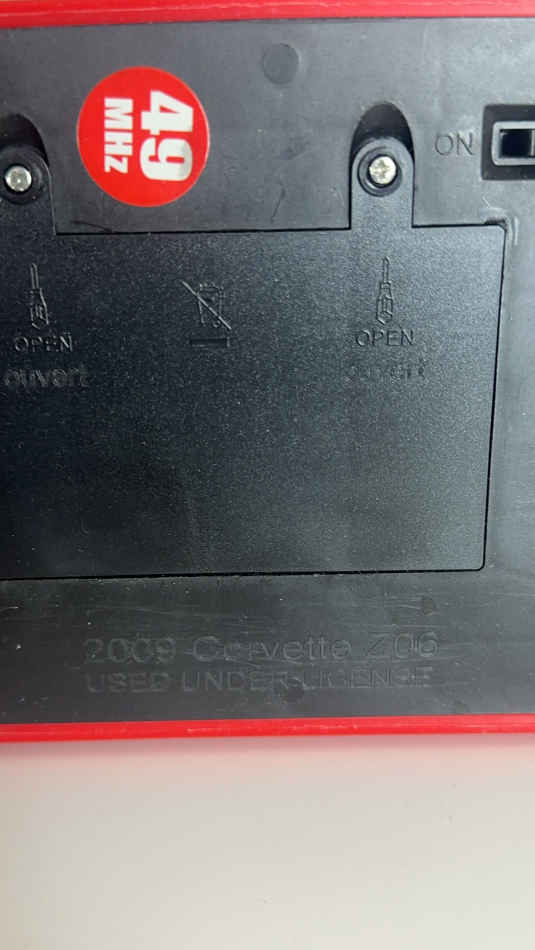 49
MHz
ON
OPEN
ouvert
OPEN
2009 Corvette Z06
USED UNDER LICENSE